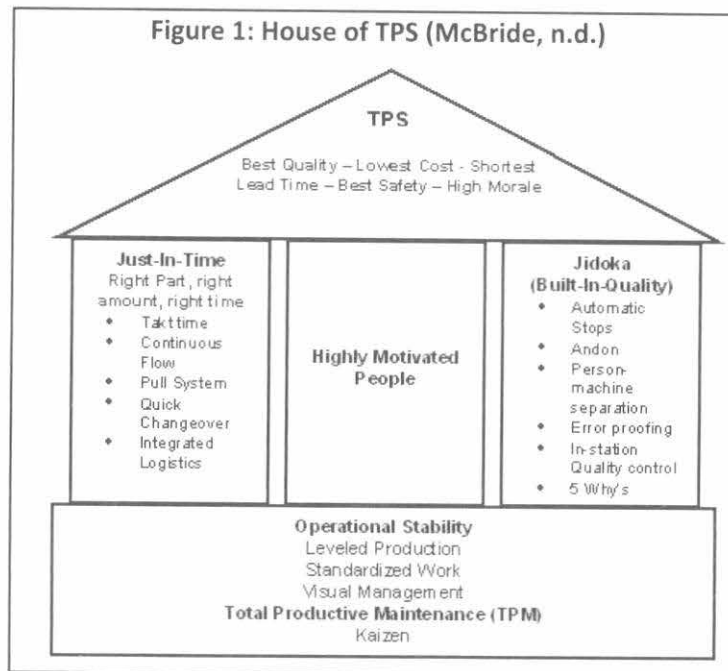 Figure 1: House of TPS (McBride, n.d.)
TPS
Best Quality – Lowest Cost - Shortest
Lead Time – Best Safety – High Morale
Just-In-Time
Right Part, right
amount, right time
• Takt time
• Continuous
Flow
• Pull System
• Quick
Changeover
• Integrated
Logistics
Highly Motivated
People
Jidoka
(Built-In-Quality)
• Automatic
Stops
• Andon
• Person-
machine
separation
• Error proofing
• In-station
Quality control
• 5 Why's
Operational Stability
Leveled Production
Standardized Work
Visual Management
Total Productive Maintenance (TPM)
Kaizen